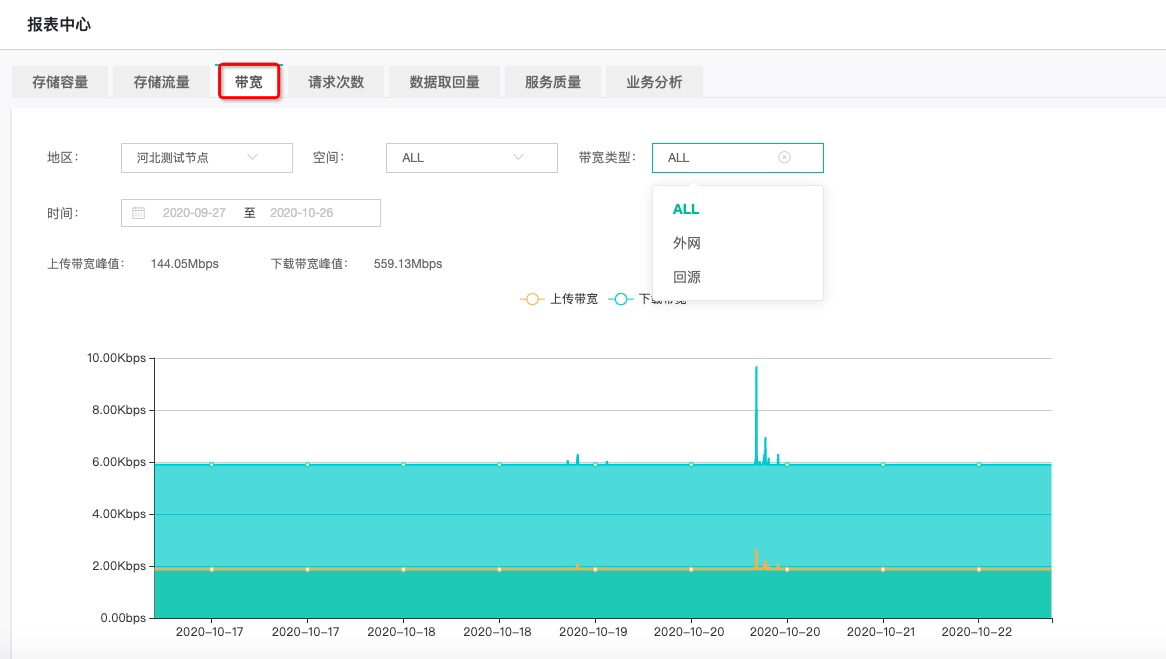 报表中心
存储容量 存储流量 带宽 请求次数 数据取回量 服务质量 业务分析
地区： 河北测试节点 空间： ALL 带宽类型： ALL
ALL
外网
回源
时间： 2020-09-27 至 2020-10-26
上传带宽峰值： 144.05Mbps 下载带宽峰值： 559.13Mbps
上传带宽 下载带宽
10.00Kbps
8.00Kbps
6.00Kbps
4.00Kbps
2.00Kbps
0.00bps
2020-10-17 2020-10-17 2020-10-18 2020-10-18 2020-10-19 2020-10-20 2020-10-20 2020-10-21 2020-10-22